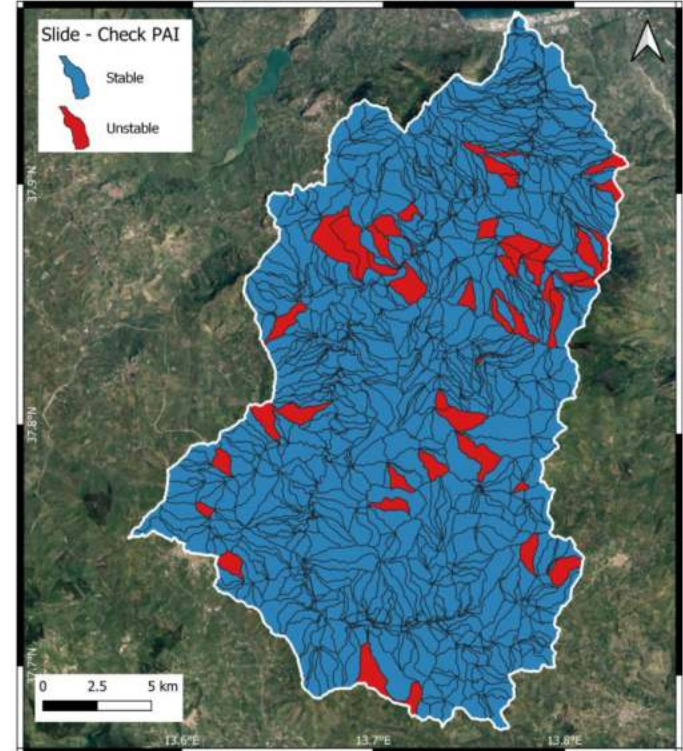 Slide - Check PAI
Stable
Unstable
37.9°N
37.8°N
37.7°N
0 2.5 5 km
13.6°E 13.7°E 13.8°E